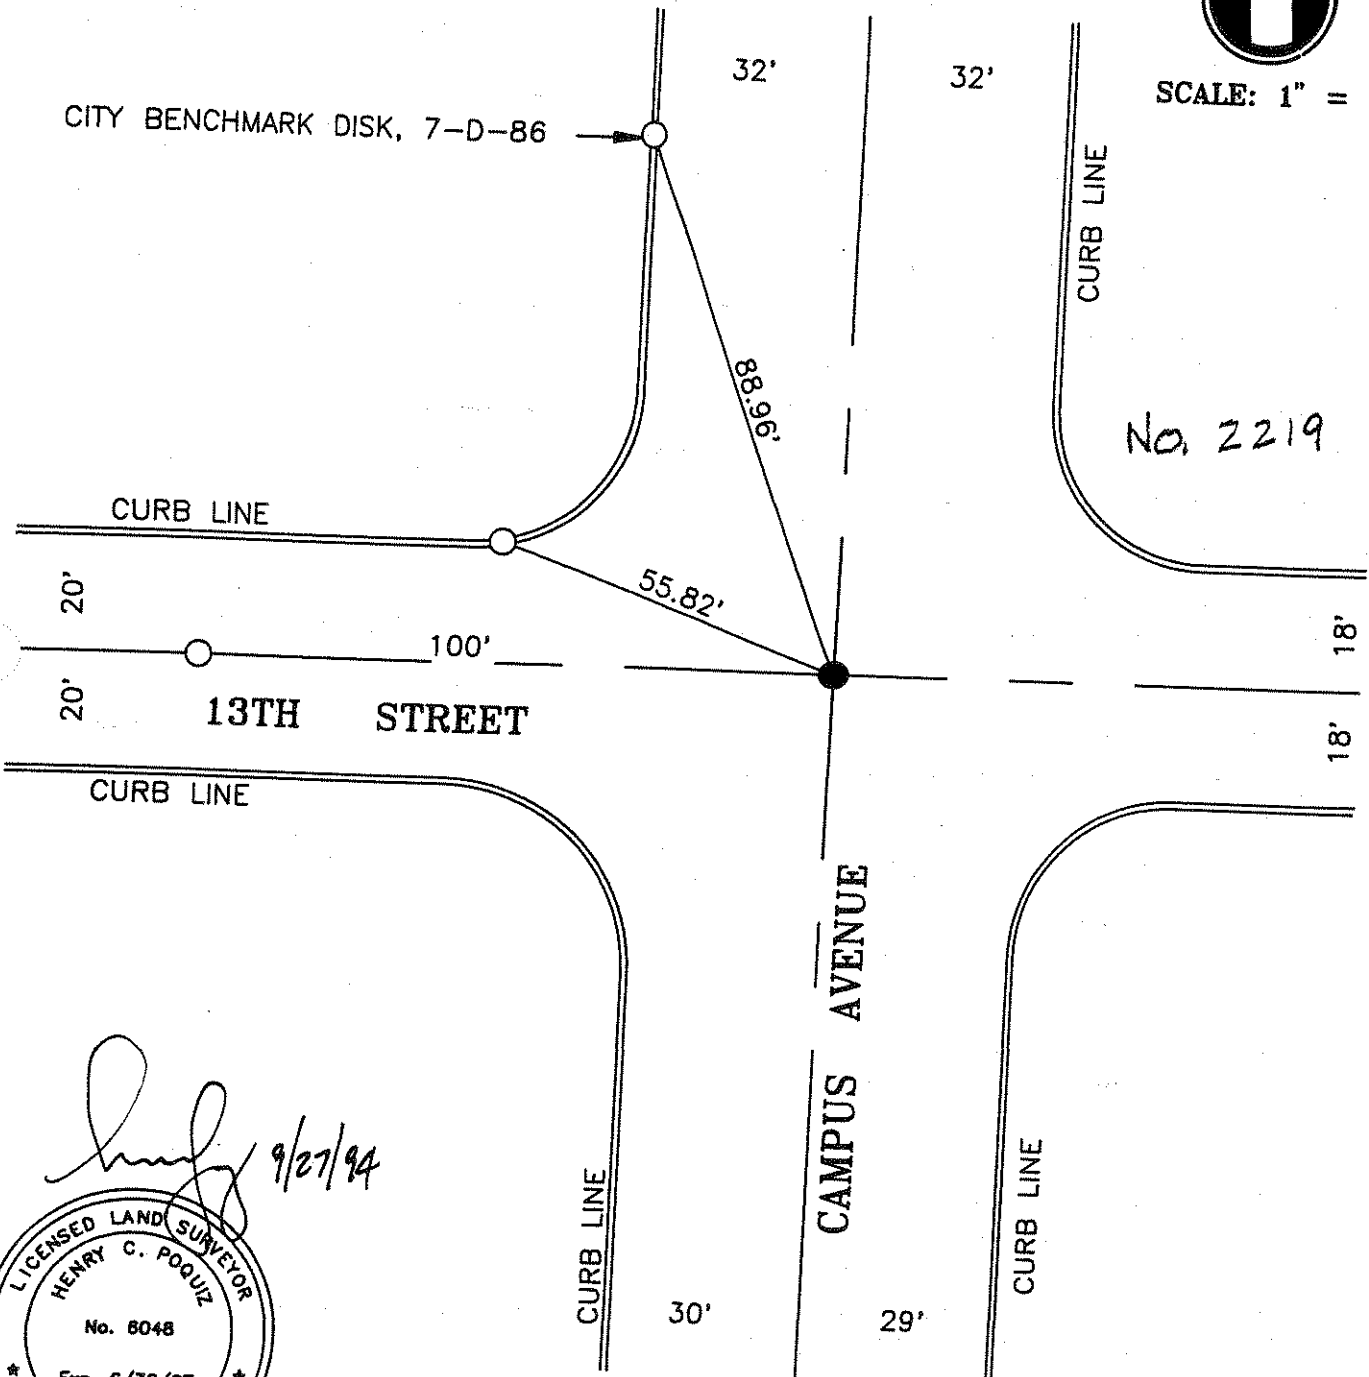 32'
32'
SCALE: 1" =
CITY BENCHMARK DISK, 7-D-86
CURB LINE
88.96'
No. 2219
CURB LINE
20'
55.82'
100'
18'
20'
13TH STREET
18'
CURB LINE
CAMPUS AVENUE
9/27/94
CURB LINE
CURB LINE
LICENSED LAND SURVEYOR
HENRY C. POQUIZ
No. 6048
30'
29'